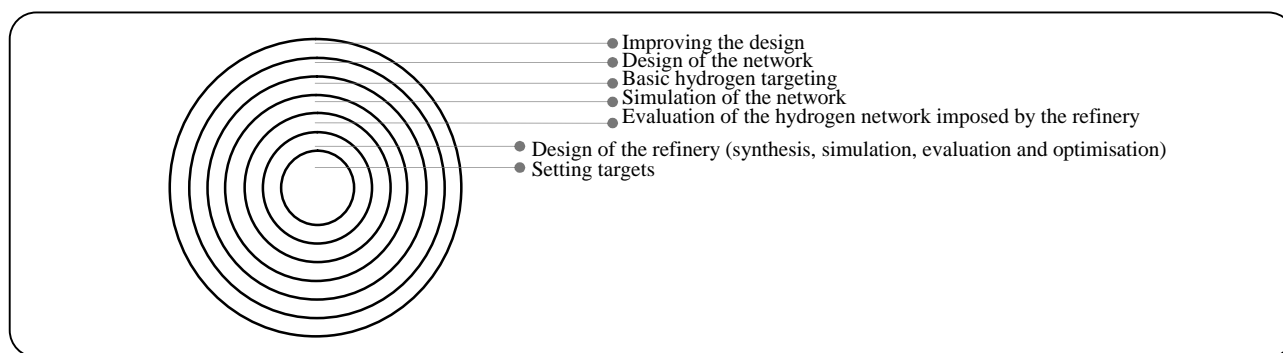 Improving the design
Design of the network
Basic hydrogen targeting
Simulation of the network
Evaluation of the hydrogen network imposed by the refinery
Design of the refinery (synthesis, simulation, evaluation and optimisation)
Setting targets